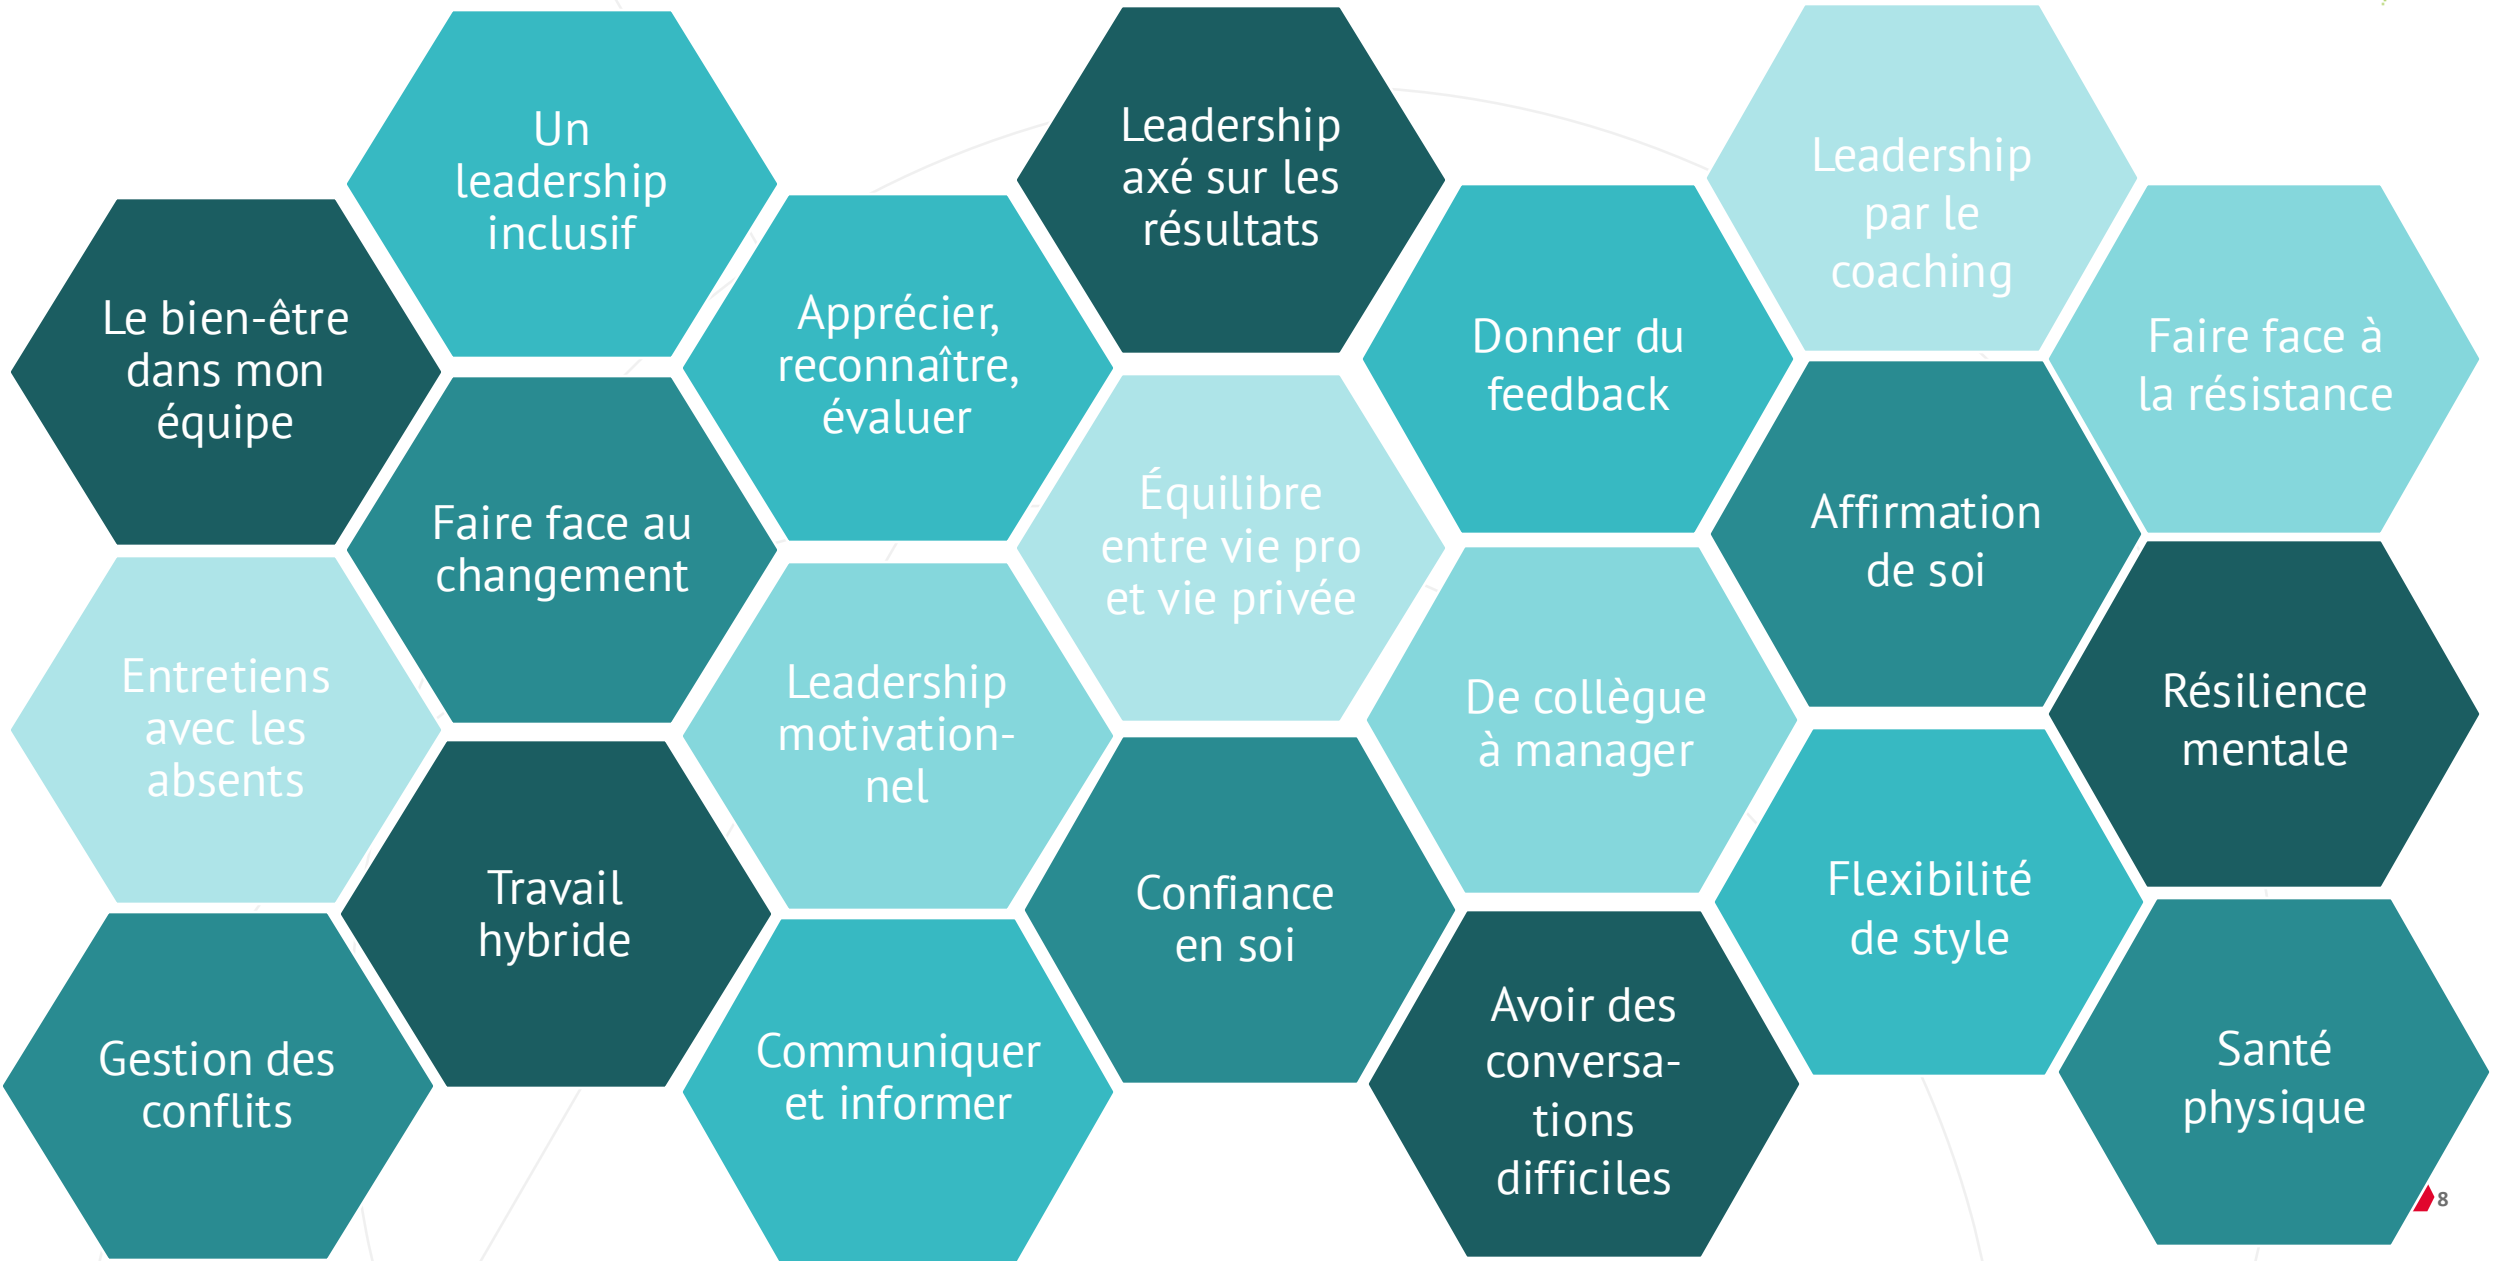 Un
leadership
inclusif
Leadership
axé sur les
résultats
Leadership
par le
coaching
Le bien-être
dans mon
équipe
Apprécier,
reconnaître,
évaluer
Donner du
feedback
Faire face à
la résistance
Faire face au
changement
Équilibre
entre vie pro
et vie privée
Affirmation
de soi
Entretiens
avec les
absents
Leadership
motivation-
nel
De collègue
à manager
Résilience
mentale
Travail
hybride
Confiance
en soi
Flexibilité
de style
Gestion des
conflits
Communiquer
et informer
Avoir des
conversa-
tions
difficiles
Santé
physique
8